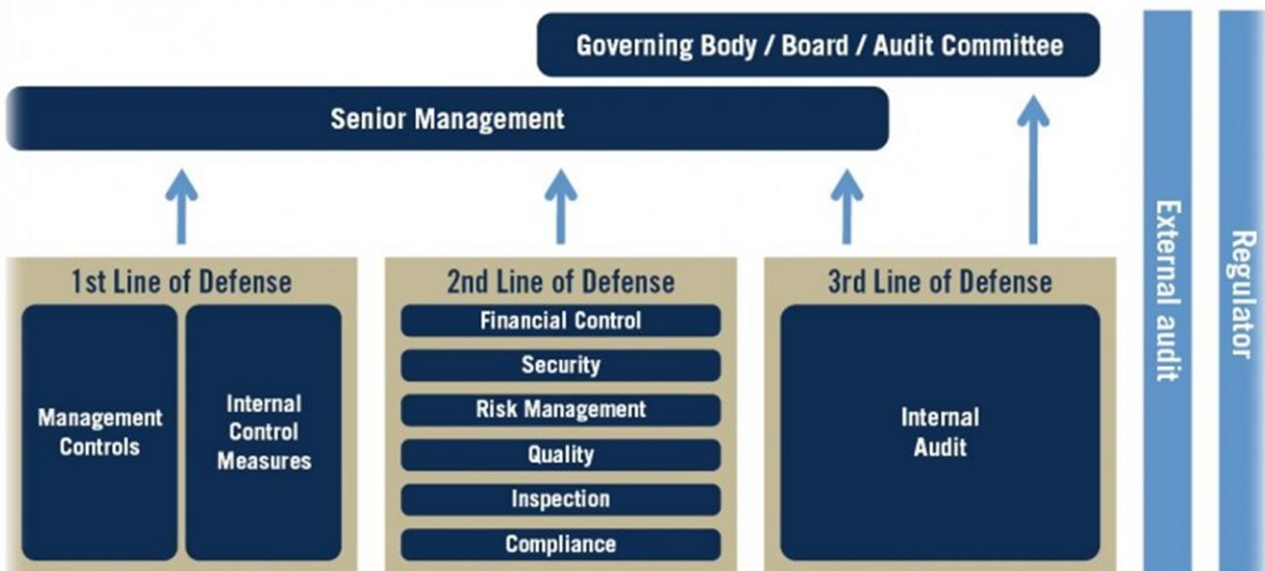 Governing Body / Board / Audit Committee
Senior Management
1st Line of Defense
Management
Controls
Internal
Control
Measures
2nd Line of Defense
Financial Control
Security
Risk Management
Quality
Inspection
Compliance
3rd Line of Defense
Internal
Audit
External audit
Regulator